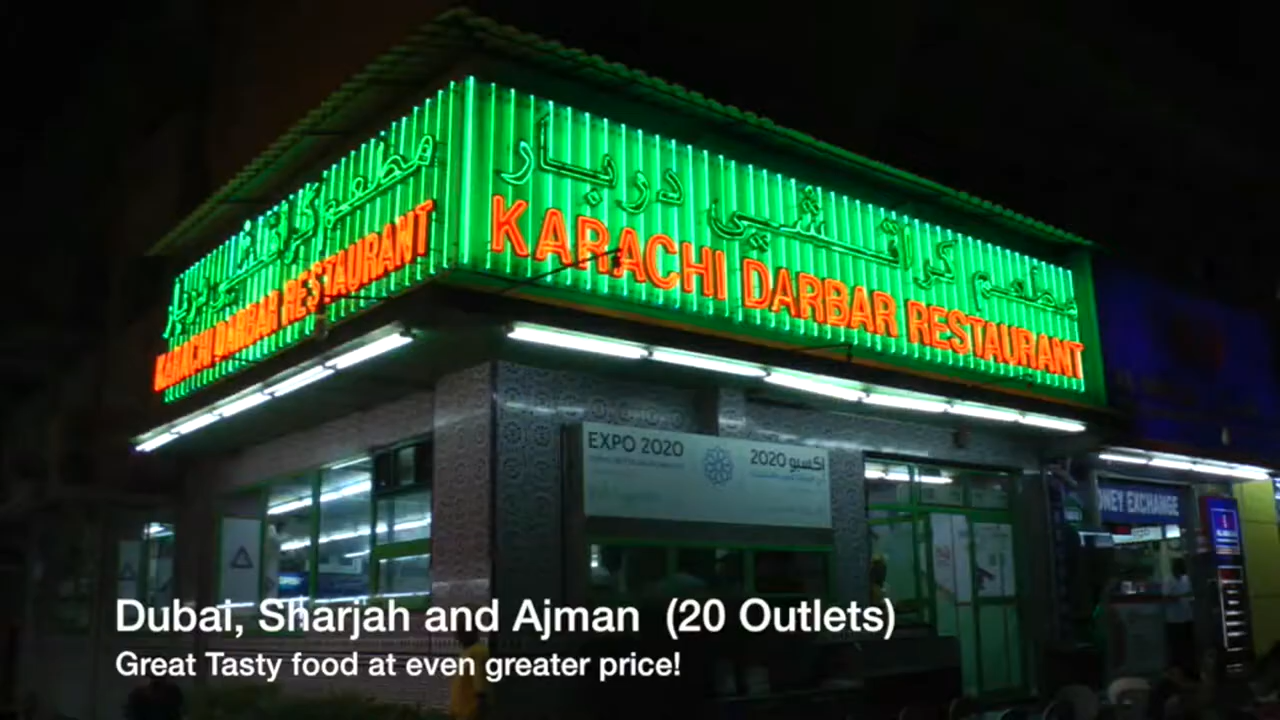 مطعم كراتشي دربار
KARACHI DARBAR RESTAURANT
مطعم كراتشي دربار
KARACHI DARBAR RESTAURANT
EXPO 2020
اكسبو 2020
ONEY EXCHANGE
Dubai, Sharjah and Ajman (20 Outlets)
Great Tasty food at even greater price!